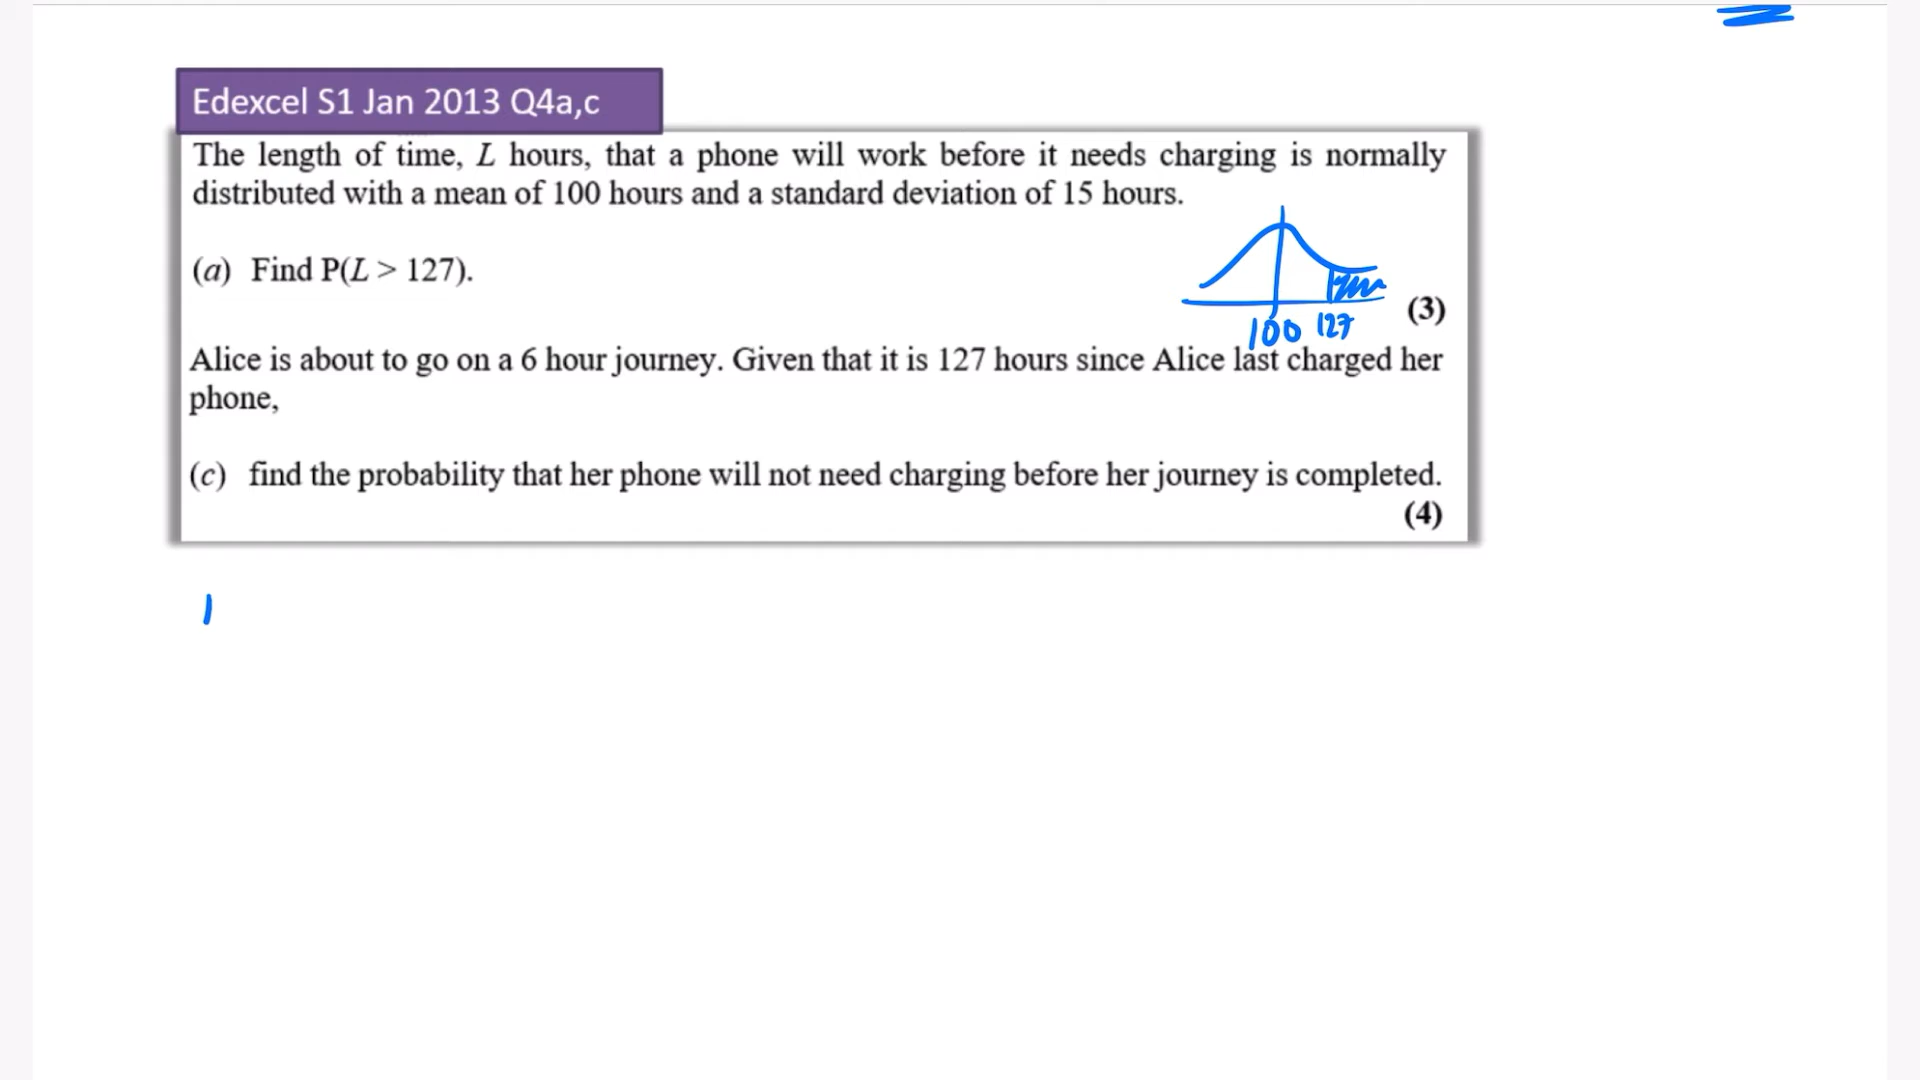 Edexcel S1 Jan 2013 Q4a,c
The length of time, L hours, that a phone will work before it needs charging is normally
distributed with a mean of 100 hours and a standard deviation of 15 hours.
(a) Find P(L > 127).
(3)
100 127
Alice is about to go on a 6 hour journey. Given that it is 127 hours since Alice last charged her
phone,
(c) find the probability that her phone will not need charging before her journey is completed.
(4)